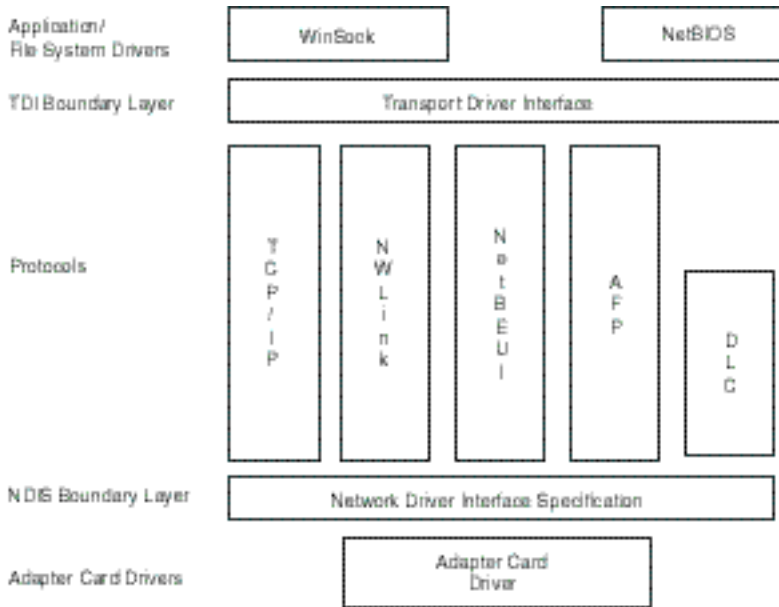 Application/
File System Drivers
WinSock
NetBIOS
TDI Boundary Layer
Transport Driver Interface
Protocols
TCP/IP
NWLink
NetBEUI
AFP
DLC
NDIS Boundary Layer
Network Driver Interface Specification
Adapter Card Drivers
Adapter Card
Driver